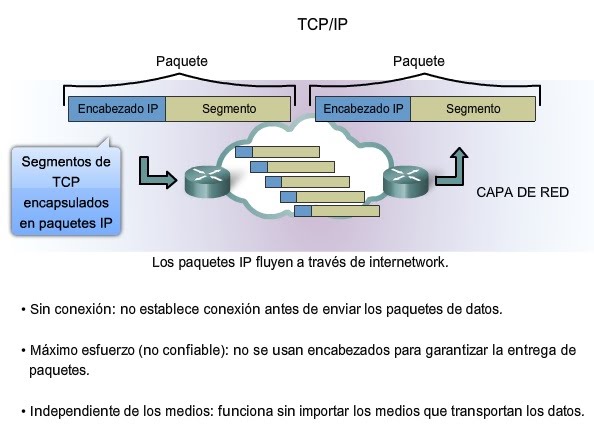 TCP/IP
Paquete
Paquete
Encabezado IP
Segmento
Encabezado IP
Segmento
Segmentos de
TCP
encapsulados
en paquetes IP
CAPA DE RED
Los paquetes IP fluyen a través de internetwork.
• Sin conexión: no establece conexión antes de enviar los paquetes de datos.
• Máximo esfuerzo (no confiable): no se usan encabezados para garantizar la entrega de
paquetes.
• Independiente de los medios: funciona sin importar los medios que transportan los datos.